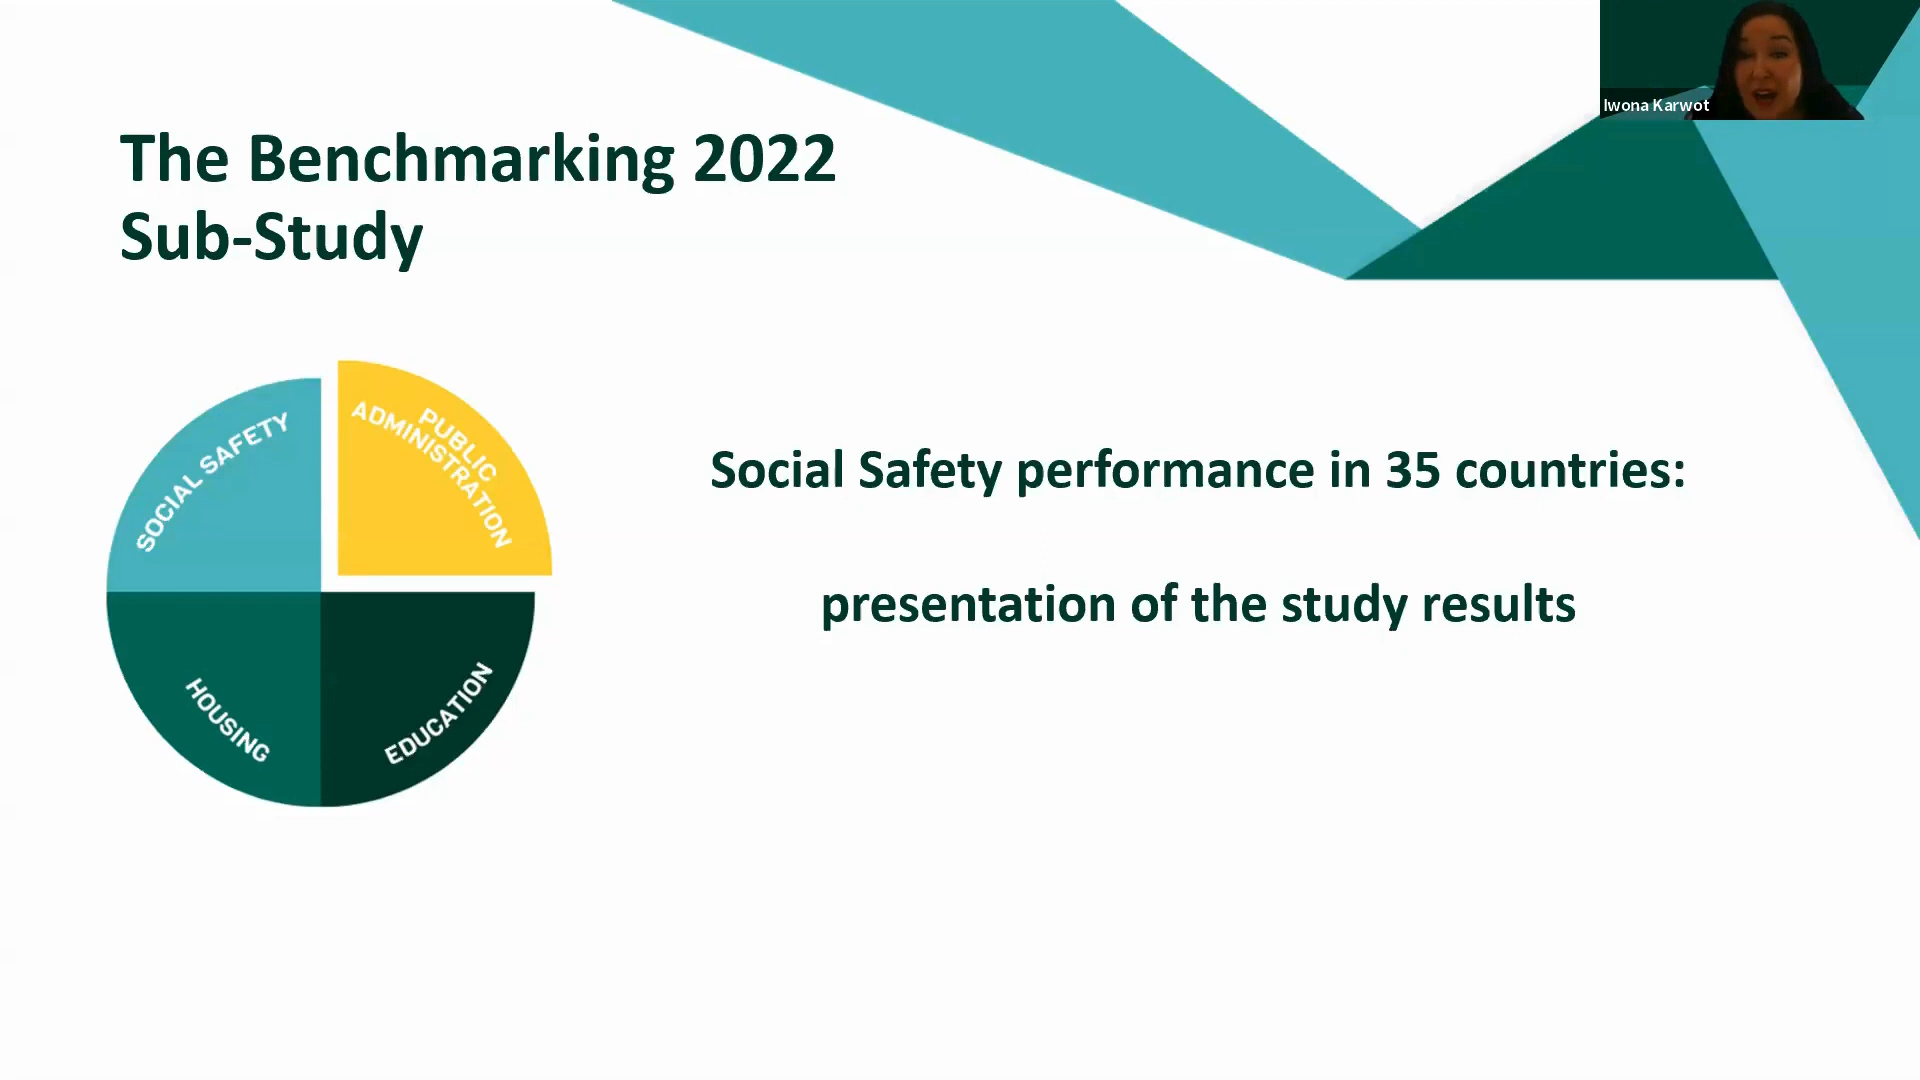 Iwona Karwot
The Benchmarking 2022
Sub-Study
SOCIAL SAFETY
PUBLIC
ADMINISTRATION
HOUSING
EDUCATION
Social Safety performance in 35 countries:
presentation of the study results